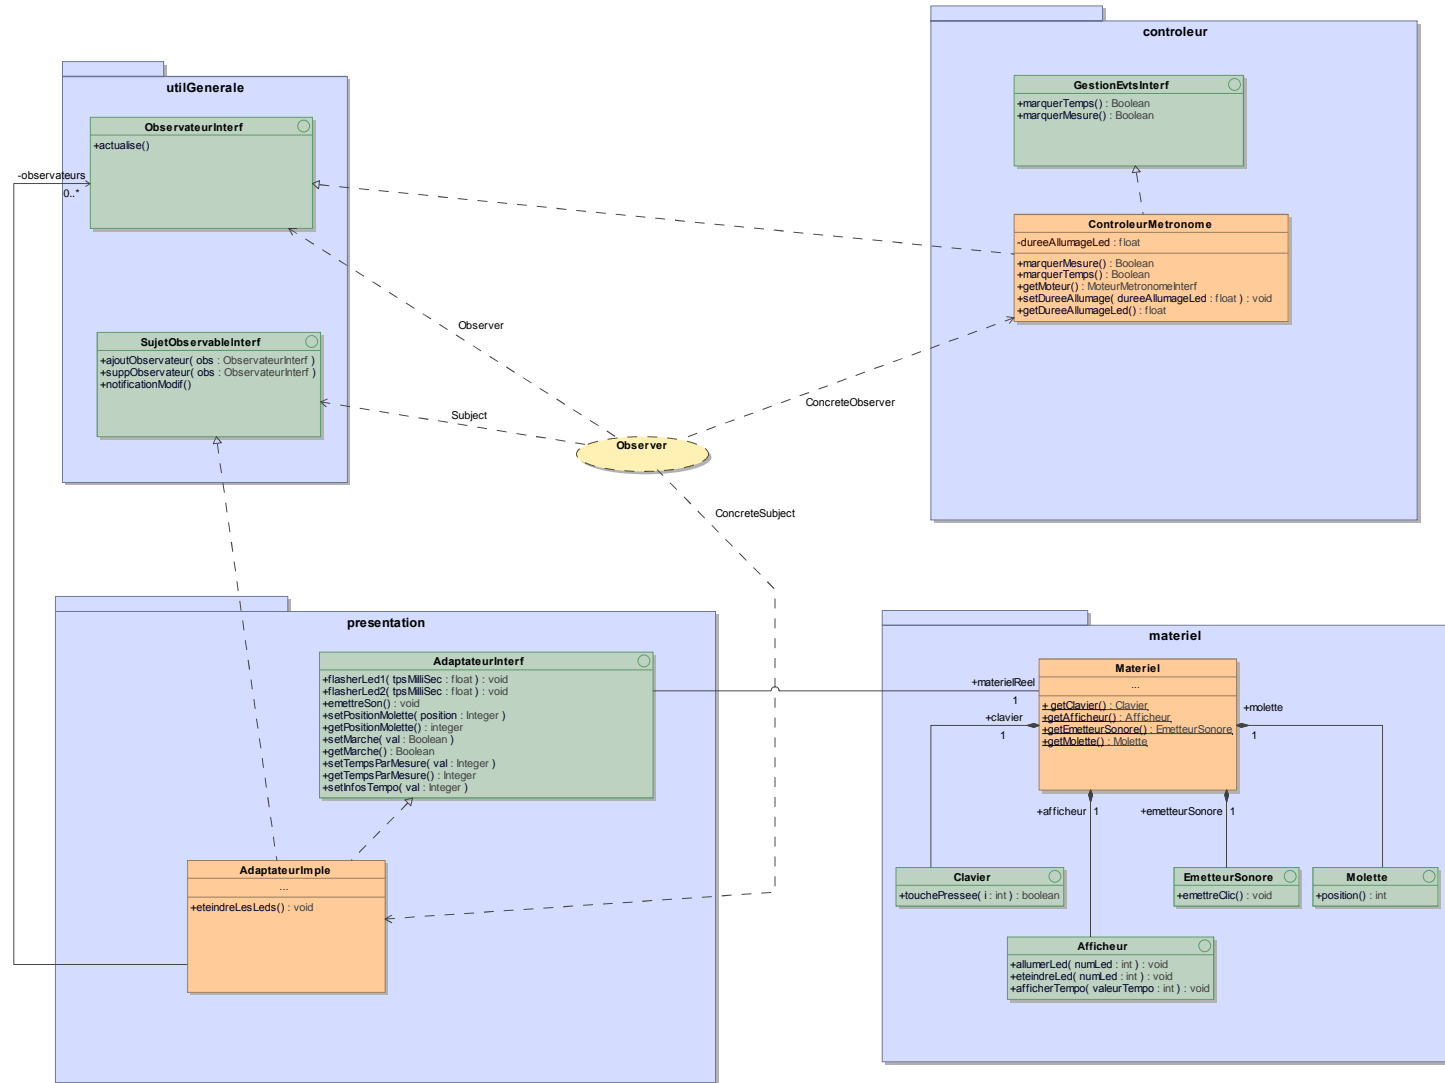 controleur
GestionEvtsInterf
+marquerTemps() : Boolean
+marquerMesure() : Boolean
ControleurMetronome
-dureeAllumageLed : float
+marquerMesure() : Boolean
+marquerTemps() : Boolean
+getMoteur() : MoteurMetronomeInterf
+setDureeAllumage( dureeAllumageLed : float ) : void
+getDureeAllumageLed() : float
utilGenerale
ObservateurInterf
+actualise()
-observateurs
0..*
SujetObservableInterf
+ajoutObservateur( obs : ObservateurInterf )
+suppObservateur( obs : ObservateurInterf )
+notificationModif()
Observer
Subject
ConcreteObserver
Observer
ConcreteSubject
presentation
AdaptateurInterf
+flasherLed1( tpsMilliSec : float ) : void
+flasherLed2( tpsMilliSec : float ) : void
+emettreSon() : void
+setPositionMolette( position : Integer )
+getPositionMolette() : integer
+setMarche( val : Boolean )
+getMarche() : Boolean
+setTempsParMesure( val : Integer )
+getTempsParMesure() : Integer
+setInfosTempo( val : Integer )
AdaptateurImple
...
+eteindreLesLeds() : void
materiel
Materiel
...
+ getClavier() : Clavier
+getAfficheur() : Afficheur
+getEmetteurSonore() : EmetteurSonore
+getMolette() : Molette
+materielReel
1
+clavier
1
+molette
1
+afficheur 1
+emetteurSonore 1
Clavier
+touchePressee( i : int ) : boolean
EmetteurSonore
+emettreClic() : void
Molette
+position() : int
Afficheur
+allumerLed( numLed : int ) : void
+eteindreLed( numLed : int ) : void
+afficherTempo( valeurTempo : int ) : void